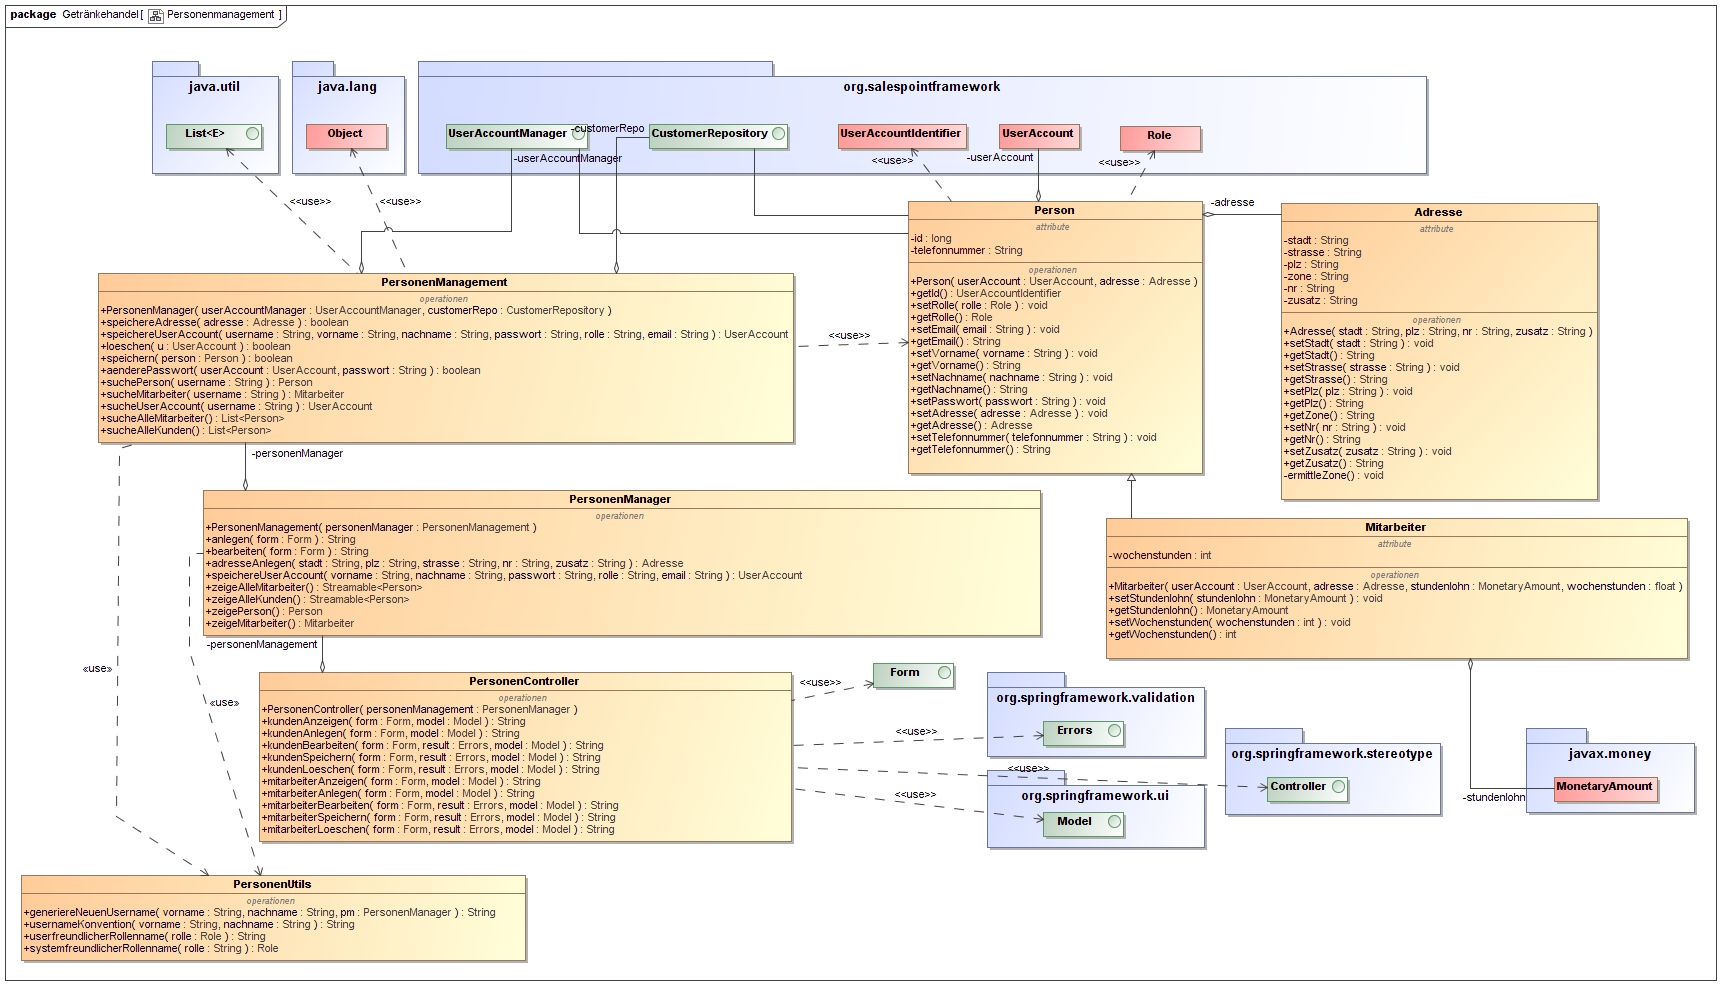 package Getränkehandel[ Personenmanagement ]
java.util
List<E>
java.lang
Object
org.salespointframework
UserAccountManager
-customerRepo
CustomerRepository
UserAccountIdentifier
UserAccount
Role
-userAccountManager
<<use>>
-userAccount
<<use>>
<<use>>
<<use>>
-adresse
Person
attribute
-id : long
-telefonnummer : String
operationen
+Person( userAccount : UserAccount, adresse : Adresse )
+getId() : UserAccountIdentifier
+setRolle( rolle : Role ) : void
+getRolle() : Role
+setEmail( email : String ) : void
+getEmail() : String
+setVorname( vorname : String ) : void
+getVorname() : String
+setNachname( nachname : String ) : void
+getNachname() : String
+setPasswort( passwort : String ) : void
+setAdresse( adresse : Adresse ) : void
+getAdresse() : Adresse
+setTelefonnummer( telefonnummer : String ) : void
+getTelefonnummer() : String
Adresse
attribute
-stadt : String
-strasse : String
-plz : String
-zone : String
-nr : String
-zusatz : String
operationen
+Adresse( stadt : String, plz : String, nr : String, zusatz : String )
+setStadt( stadt : String ) : void
+getStadt() : String
+setStrasse( strasse : String ) : void
+getStrasse() : String
+setPlz( plz : String ) : void
+getPlz() : String
+getZone() : String
+setNr( nr : String ) : void
+getNr() : String
+setZusatz( zusatz : String ) : void
+getZusatz() : String
-ermittleZone() : void
PersonenManagement
operationen
+PersonenManager( userAccountManager : UserAccountManager, customerRepo : CustomerRepository )
+speichereAdresse( adresse : Adresse ) : boolean
+speichereUserAccount( username : String, vorname : String, nachname : String, passwort : String, rolle : String, email : String ) : UserAccount
+loeschen( u : UserAccount ) : boolean
+speichern( person : Person ) : boolean
+aenderePasswort( userAccount : UserAccount, passwort : String ) : boolean
+suchePerson( username : String ) : Person
+sucheMitarbeiter( username : String ) : Mitarbeiter
+sucheUserAccount( username : String ) : UserAccount
+sucheAlleMitarbeiter() : List<Person>
+sucheAlleKunden() : List<Person>
<<use>>
-personenManager
PersonenManager
operationen
+PersonenManagement( personenManager : PersonenManagement )
+anlegen( form : Form ) : String
+bearbeiten( form : Form ) : String
+adresseAnlegen( stadt : String, plz : String, strasse : String, nr : String, zusatz : String ) : Adresse
+speichereUserAccount( vorname : String, nachname : String, passwort : String, rolle : String, email : String ) : UserAccount
+zeigeAlleMitarbeiter() : Streamable<Person>
+zeigeAlleKunden() : Streamable<Person>
+zeigePerson() : Person
+zeigeMitarbeiter() : Mitarbeiter
Mitarbeiter
attribute
-wochenstunden : int
operationen
+Mitarbeiter( userAccount : UserAccount, adresse : Adresse, stundenlohn : MonetaryAmount, wochenstunden : float )
+setStundenlohn( stundenlohn : MonetaryAmount ) : void
+getStundenlohn() : MonetaryAmount
+setWochenstunden( wochenstunden : int ) : void
+getWochenstunden() : int
-personenManagement
«use»
«use»
PersonenController
operationen
+PersonenController( personenManagement : PersonenManager )
+kundenAnzeigen( form : Form, model : Model ) : String
+kundenAnlegen( form : Form, model : Model ) : String
+kundenBearbeiten( form : Form, result : Errors, model : Model ) : String
+kundenSpeichern( form : Form, result : Errors, model : Model ) : String
+kundenLoeschen( form : Form, result : Errors, model : Model ) : String
+mitarbeiterAnzeigen( form : Form, model : Model ) : String
+mitarbeiterAnlegen( form : Form, model : Model ) : String
+mitarbeiterBearbeiten( form : Form, result : Errors, model : Model ) : String
+mitarbeiterSpeichern( form : Form, result : Errors, model : Model ) : String
+mitarbeiterLoeschen( form : Form, result : Errors, model : Model ) : String
<<use>>
Form
<<use>>
org.springframework.validation
Errors
<<use>>
<<use>>
org.springframework.ui
Model
org.springframework.stereotype
Controller
javax.money
MonetaryAmount
-stundenlohn
PersonenUtils
operationen
+generiereNeuenUsername( vorname : String, nachname : String, pm : PersonenManager ) : String
+usernameKonvention( vorname : String, nachname : String ) : String
+userfreundlicherRollenname( rolle : Role ) : String
+systemfreundlicherRollenname( rolle : String ) : Role